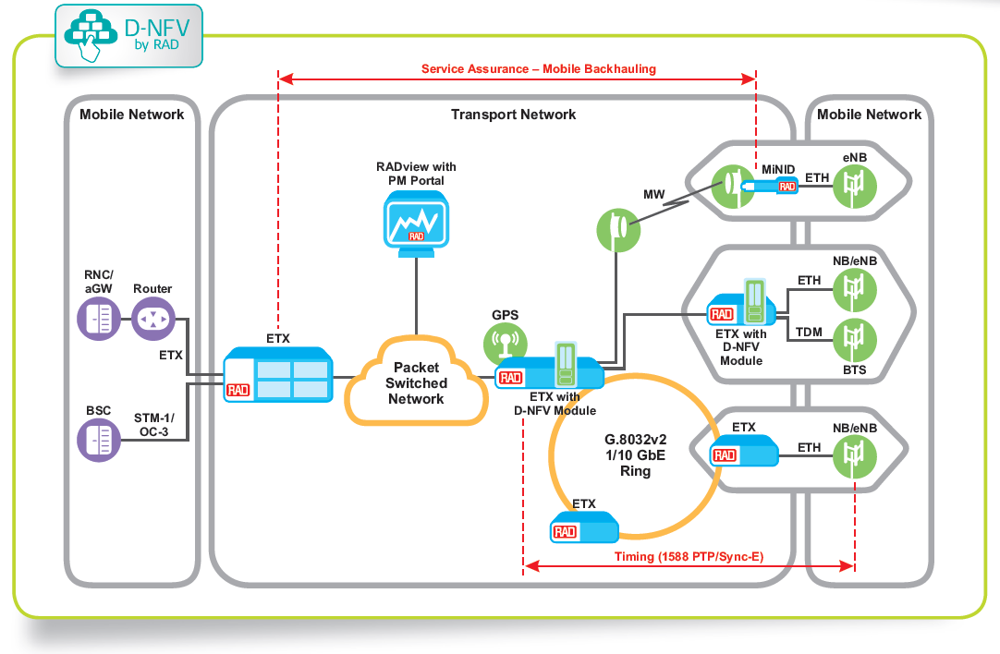 D-NFV
by RAD
Service Assurance – Mobile Backhauling
Mobile Network
Transport Network
Mobile Network
RADview with
PM Portal
RAD
MW
MiNID
RAD
ETH
eNB
RNC/
aGW
Router
ETX
BSC
STM-1/
OC-3
ETX
RAD
Packet
Switched
Network
GPS
RAD
ETX with
D-NFV Module
RAD
ETX with
D-NFV
Module
ETH
NB/eNB
TDM
BTS
G.8032v2
1/10 GbE
Ring
ETX
RAD
ETH
NB/eNB
ETX
RAD
Timing (1588 PTP/Sync-E)